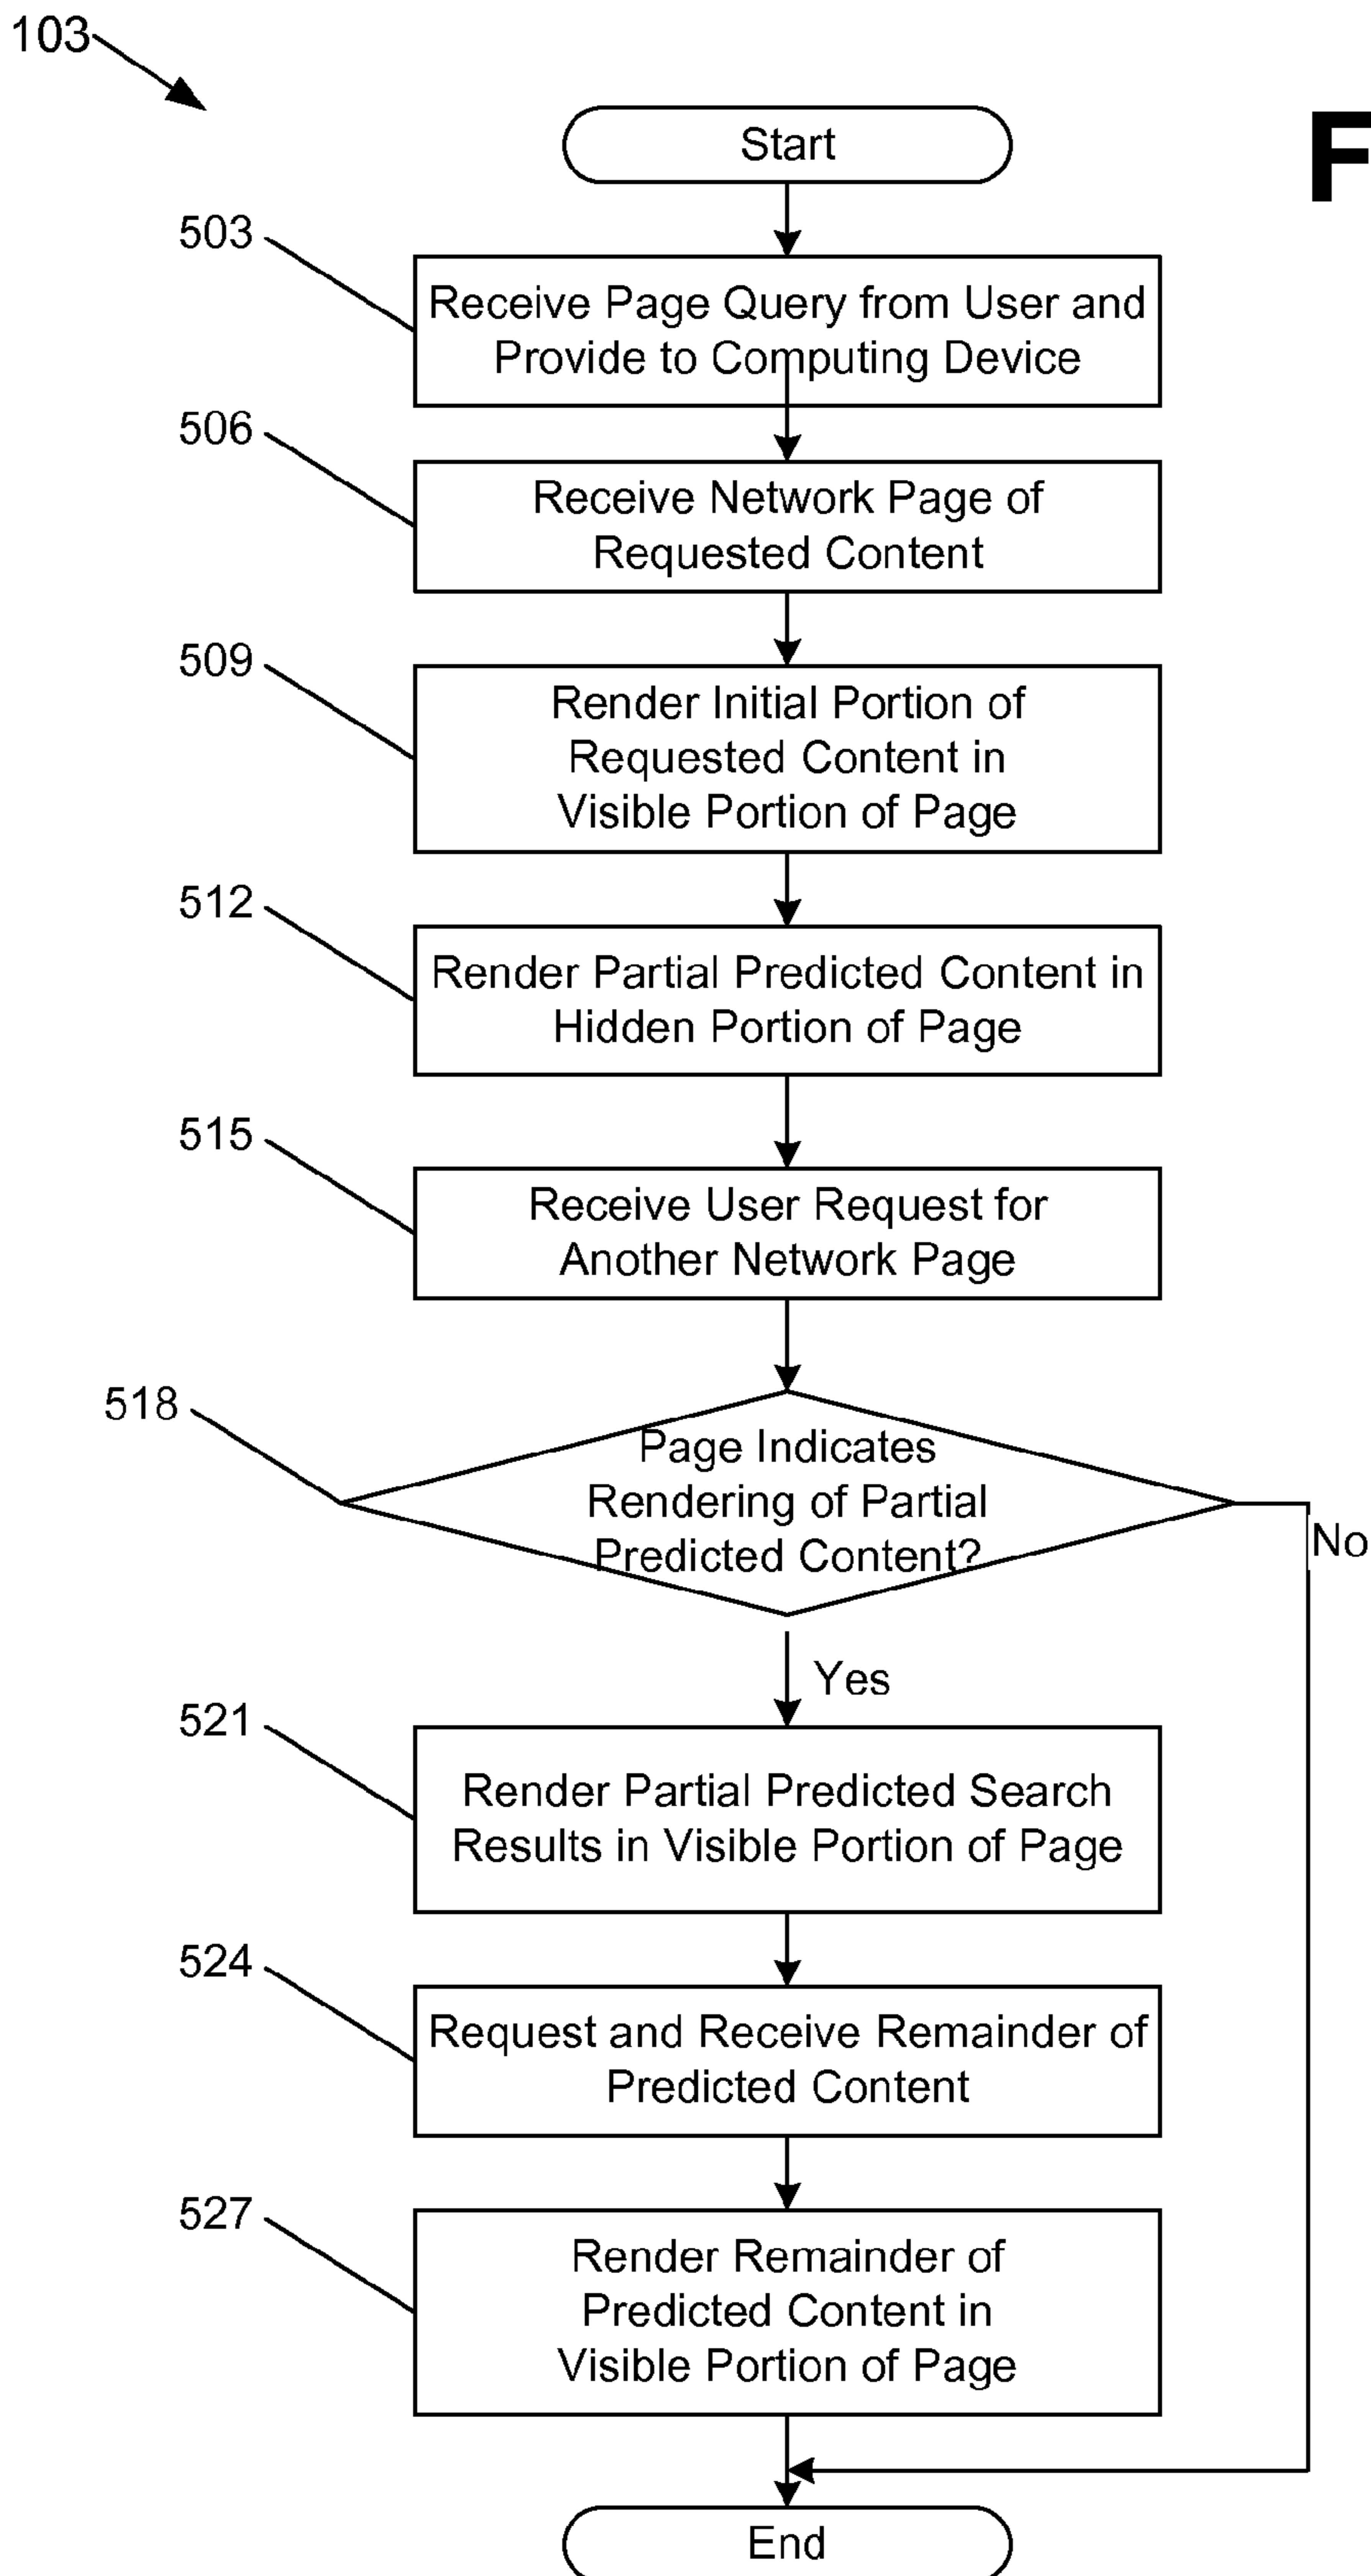 103
F
Start
503
Receive Page Query from User and
Provide to Computing Device
506
Receive Network Page of
Requested Content
509
Render Initial Portion of
Requested Content in
Visible Portion of Page
512
Render Partial Predicted Content in
Hidden Portion of Page
515
Receive User Request for
Another Network Page
518
Page Indicates
Rendering of Partial
Predicted Content?
No
Yes
521
Render Partial Predicted Search
Results in Visible Portion of Page
524
Request and Receive Remainder of
Predicted Content
527
Render Remainder of
Predicted Content in
Visible Portion of Page
End